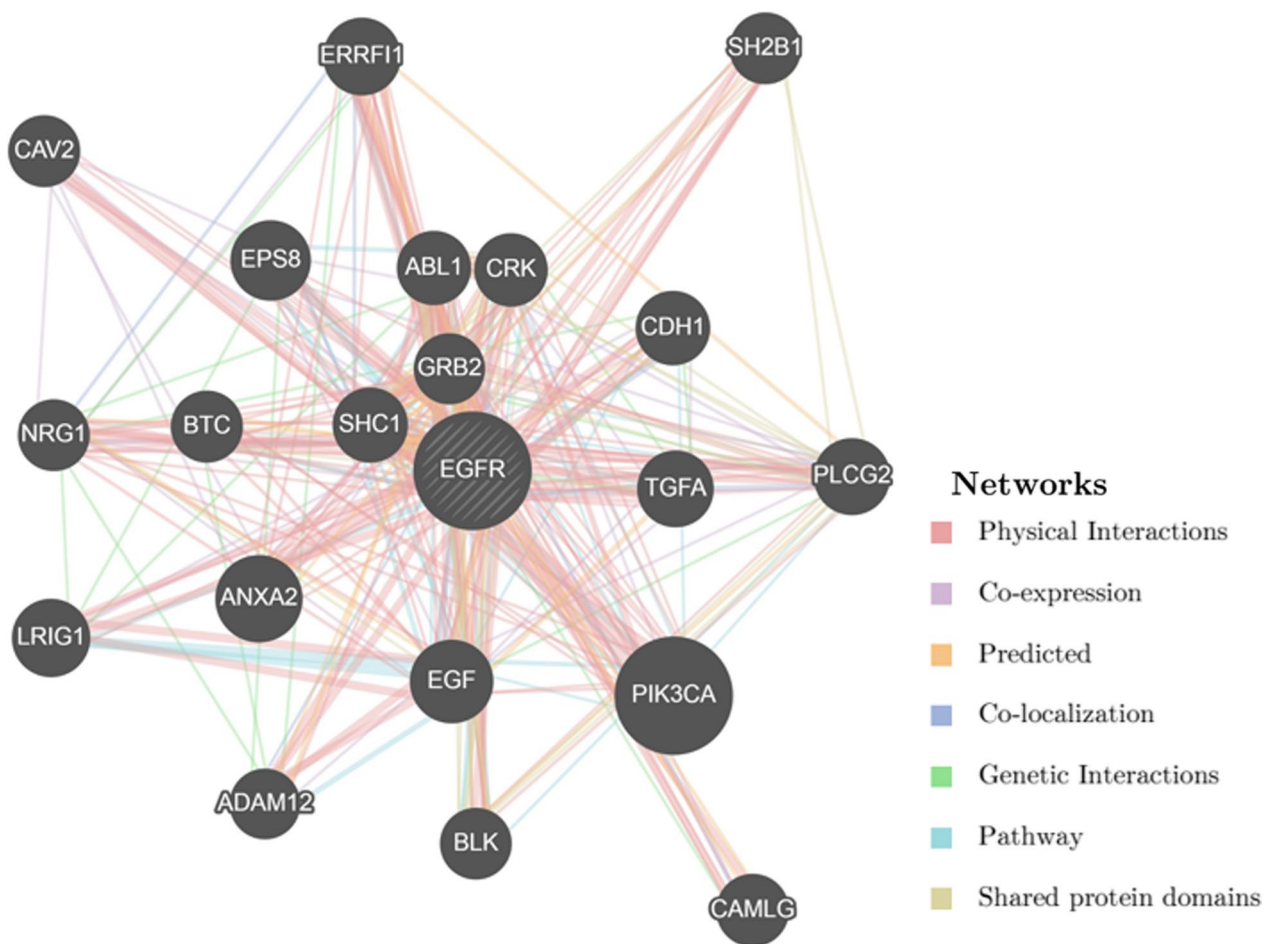 ERRFI1
SH2B1
CAV2
EPS8
ABL1
CRK
CDH1
GRB2
NRG1
BTC
SHC1
EGFR
TGFA
PLCG2
ANXA2
LRIG1
EGF
PIK3CA
ADAM12
BLK
CAMLG
Networks
Physical Interactions
Co-expression
Predicted
Co-localization
Genetic Interactions
Pathway
Shared protein domains